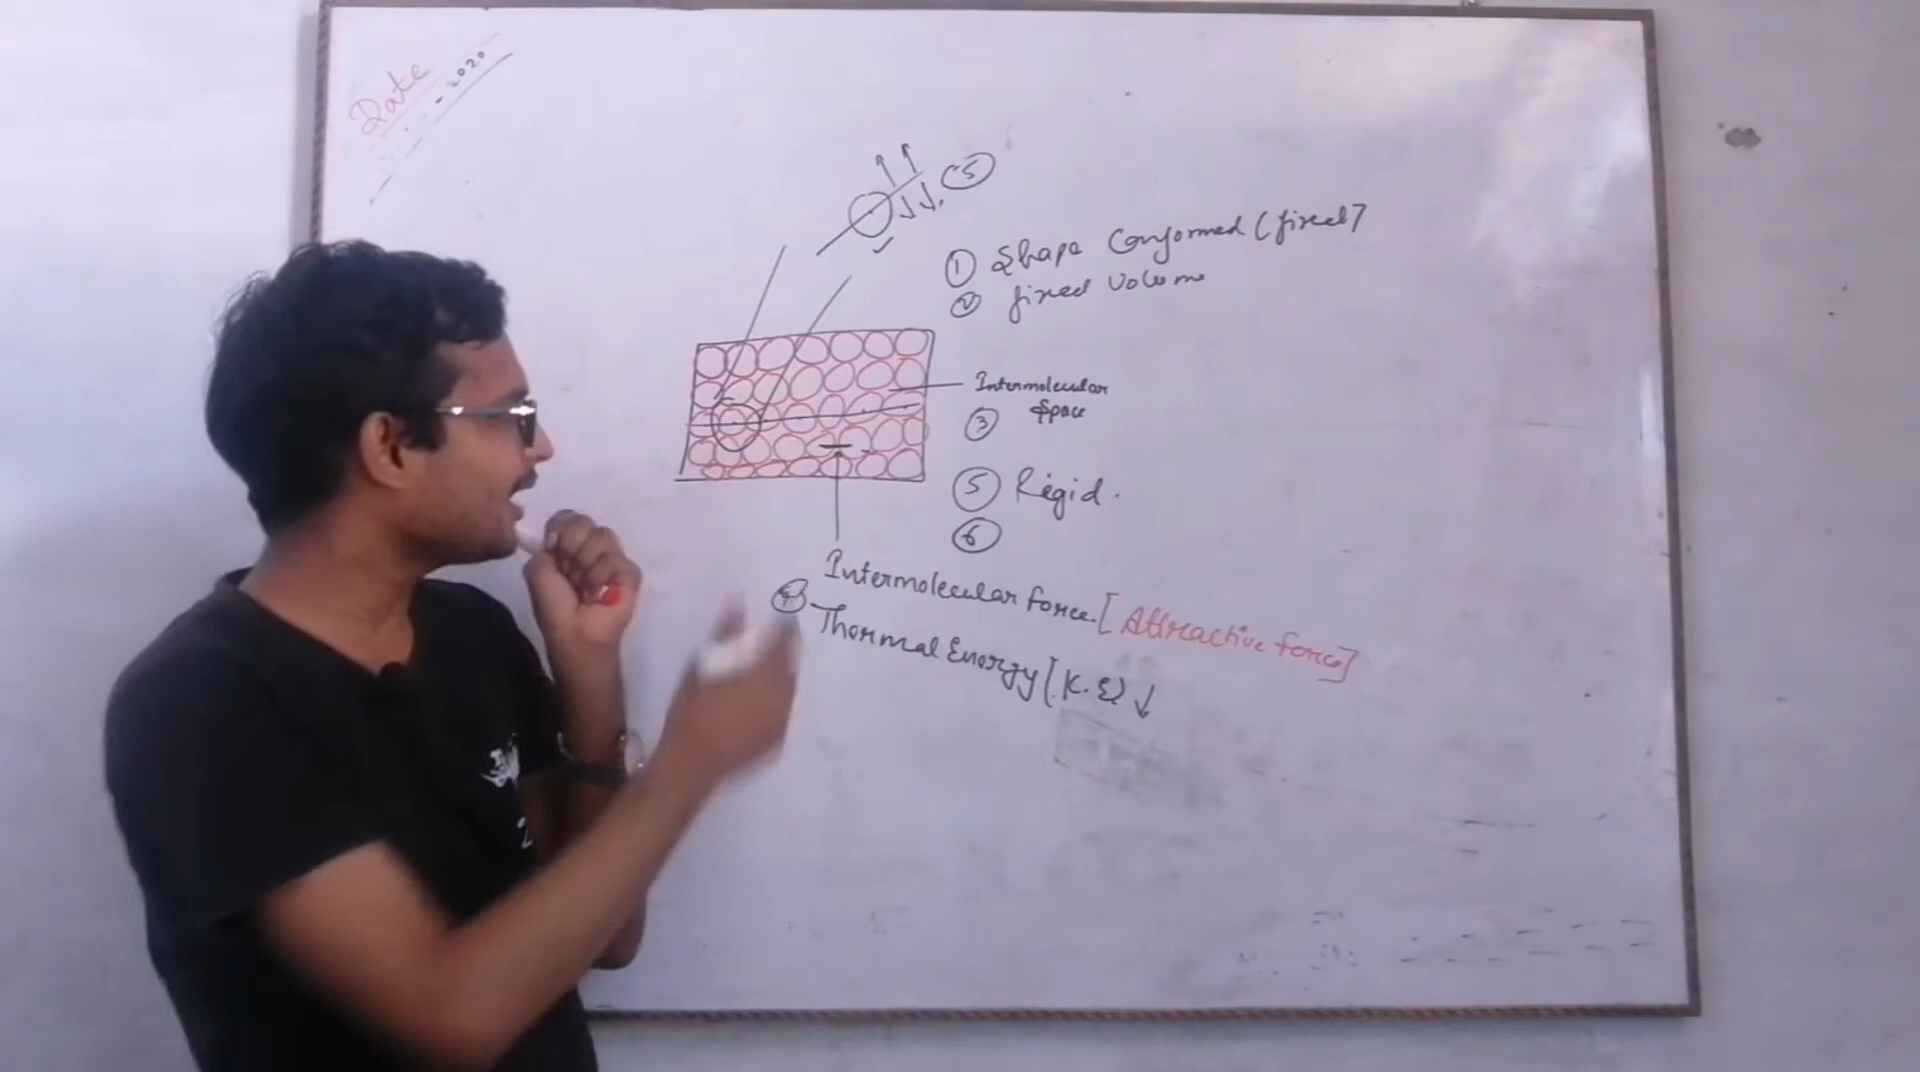 Date
- 2020
5
① Shape Conformed (fixed)
② fixed Volume
Intermolecular
Space
③
⑤ Rigid.
⑥
Intermolecular force [Attractive force]
④ Thermal Energy [K.E] ↓